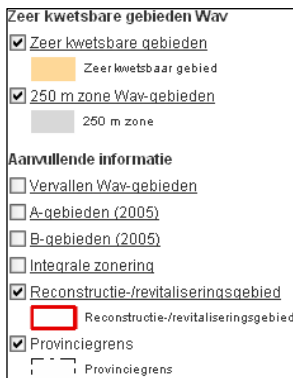 Zeer kwetsbare gebieden Wav
Zeer kwetsbare gebieden
Zeer kwetsbaar gebied
250 m zone Wav-gebieden
250 m zone
Aanvullende informatie
Vervallen Wav-gebieden
A-gebieden (2005)
B-gebieden (2005)
Integrale zonering
Reconstructie-/revitaliseringsgebied
Reconstructie-/revitaliseringsgebied
Provinciegrens
Provinciegrens